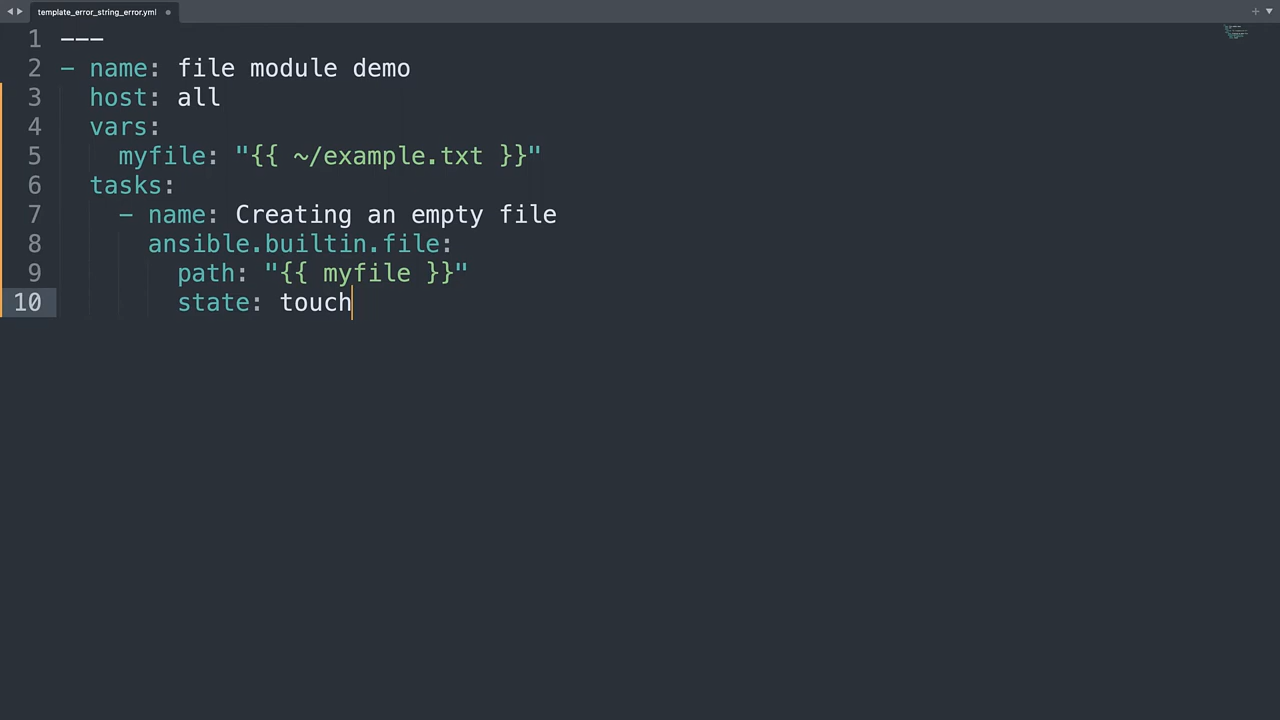 template_error_string_error.yml
1 ---
2 - name: file module demo
3   host: all
4   vars:
5     myfile: "{{ ~/example.txt }}"
6   tasks:
7     - name: Creating an empty file
8       ansible.builtin.file:
9         path: "{{ myfile }}"
10         state: touch